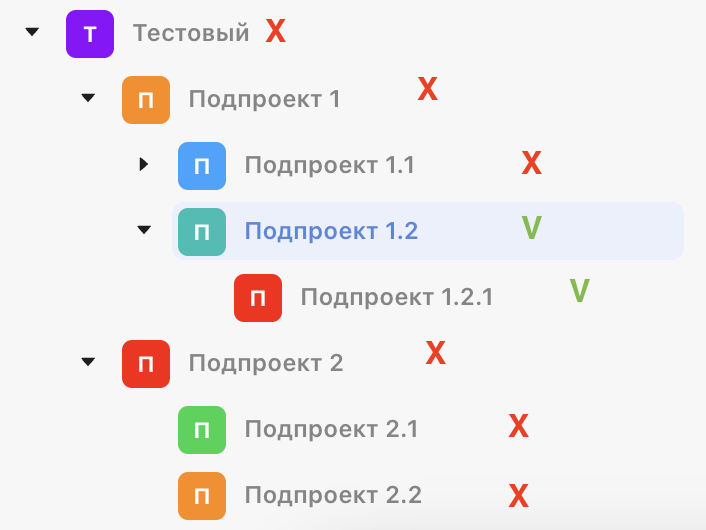 Т Тестовый X
П Подпроект 1 X
П Подпроект 1.1 X
П Подпроект 1.2 V
П Подпроект 1.2.1 V
П Подпроект 2 X
П Подпроект 2.1 X
П Подпроект 2.2 X